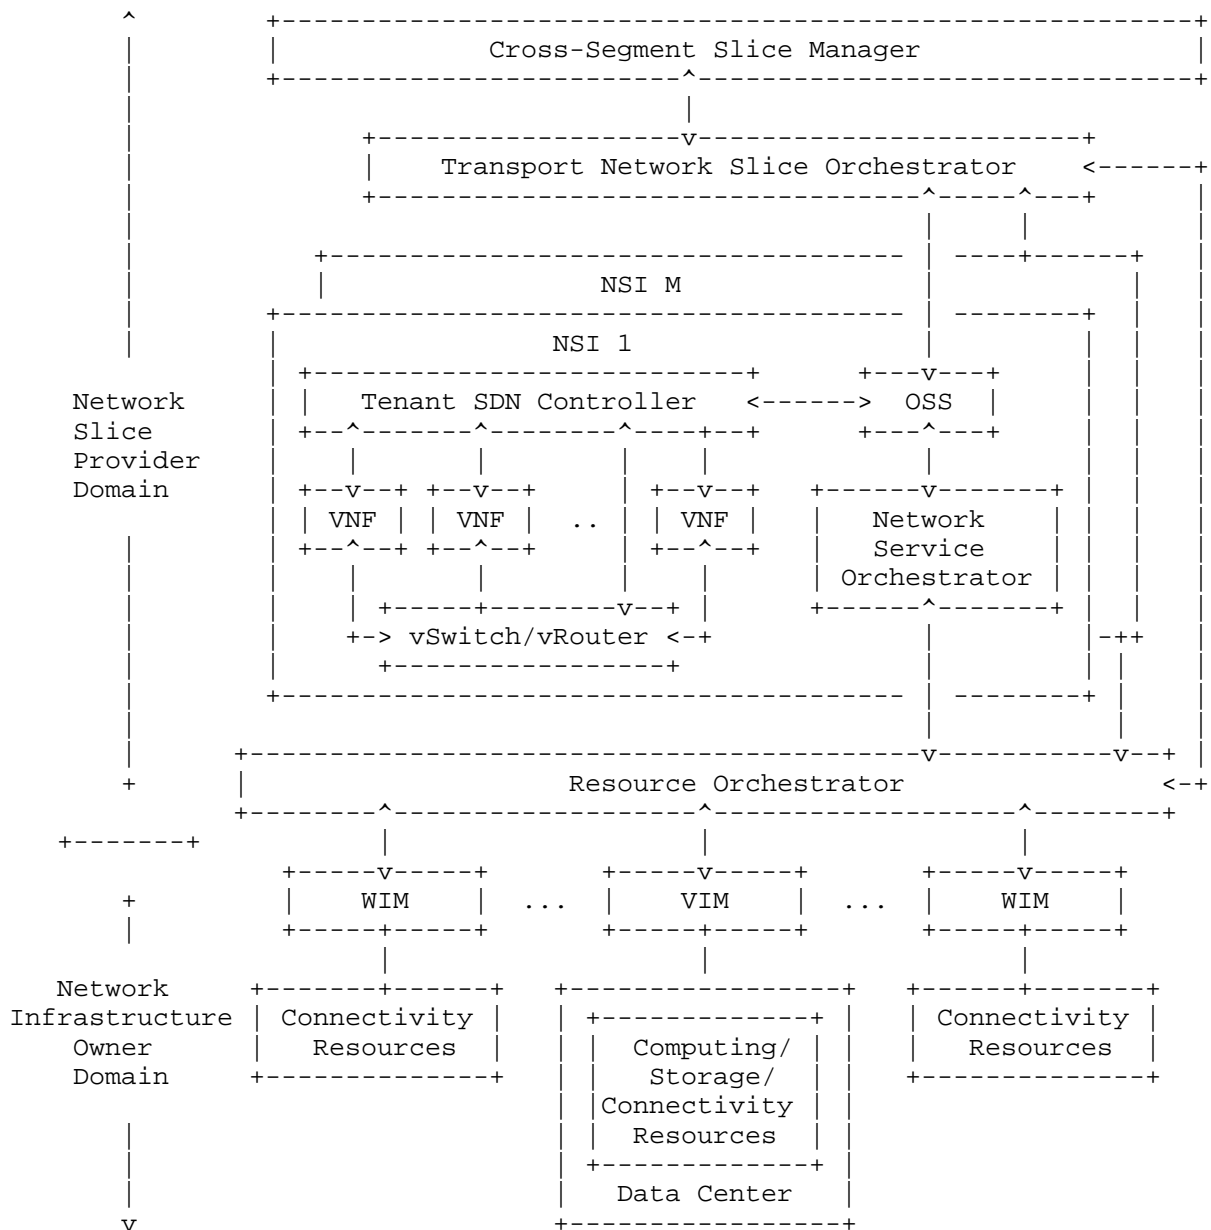 Cross-Segment Slice Manager
Transport Network Slice Orchestrator
NSI M
NSI 1
Network Tenant SDN Controller OSS
Slice
Provider
Domain VNF VNF .. VNF Network
Service
Orchestrator
vSwitch/vRouter
Resource Orchestrator
WIM ... VIM ... WIM
Network
Infrastructure Connectivity Connectivity
Owner Resources Computing/ Resources
Domain Storage/
Connectivity
Resources
Data Center